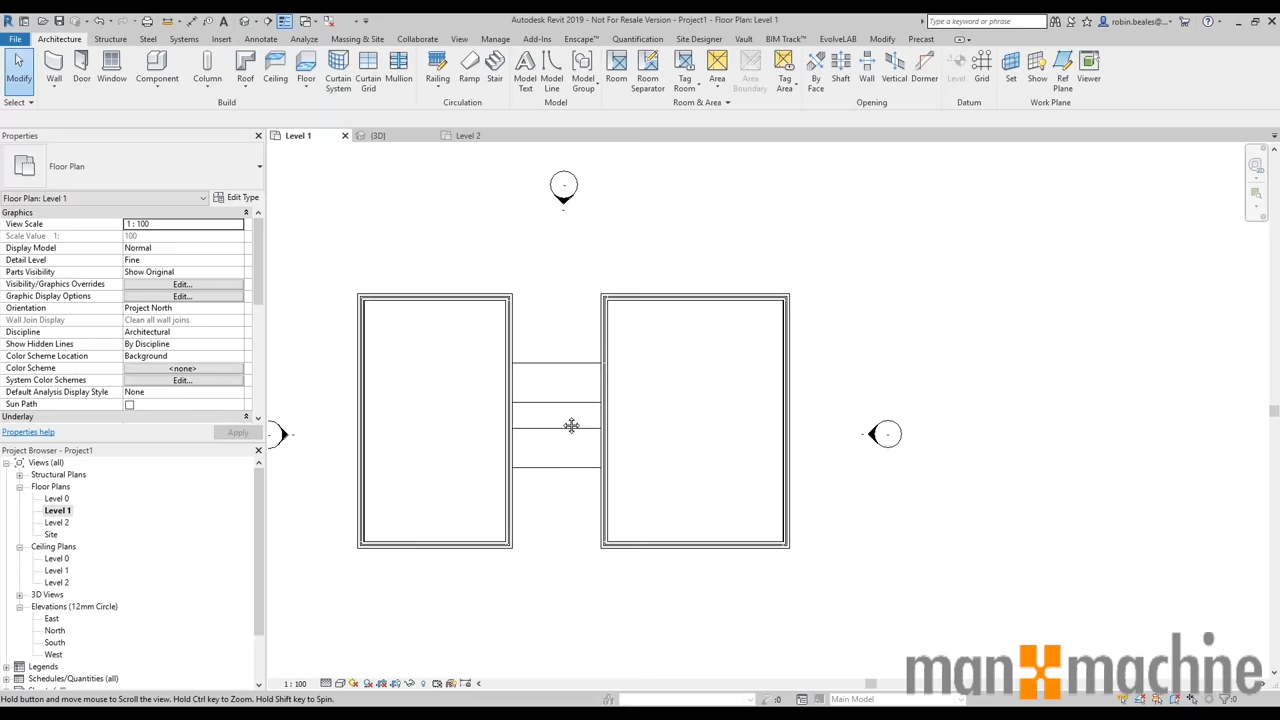 Autodesk Revit 2019 - Not For Resale Version - Project1 - Floor Plan: Level 1
Type a keyword or phrase
robin.beales@...
File Architecture Structure Steel Systems Insert Annotate Analyze Massing & Site Collaborate View Manage Add-Ins Enscape™ Quantification Site Designer Vault BIM Track™ EvolveLAB Modify Precast
Modify Wall Door Window Component Column Roof Ceiling Floor Curtain System Curtain Grid Mullion Railing Ramp Stair Model Text Model Line Model Group Room Room Separator Tag Room Area Area Boundary Tag Area By Face Shaft Wall Vertical Dormer Level Grid Set Show Ref Plane Viewer
Select Build Circulation Model Room & Area Opening Datum Work Plane
Properties
Level 1 {3D} Level 2
Floor Plan
Floor Plan: Level 1 Edit Type
Graphics
View Scale 1 : 100
Scale Value 1: 100
Display Model Normal
Detail Level Fine
Parts Visibility Show Original
Visibility/Graphics Overrides Edit...
Graphic Display Options Edit...
Orientation Project North
Wall Join Display Clean all wall joins
Discipline Architectural
Show Hidden Lines By Discipline
Color Scheme Location Background
Color Scheme <none>
System Color Schemes Edit...
Default Analysis Display Style None
Sun Path
Underlay
Properties help Apply
Project Browser - Project1
Views (all)
Structural Plans
Floor Plans
Level 0
Level 1
Level 2
Site
Ceiling Plans
Level 0
Level 1
Level 2
3D Views
Elevations (12mm Circle)
East
North
South
West
Legends
Schedules/Quantities (all)
1 : 100
Hold button and move mouse to Scroll the view. Hold Ctrl key to Zoom. Hold Shift key to Spin.
:0
Main Model
:0
man machine